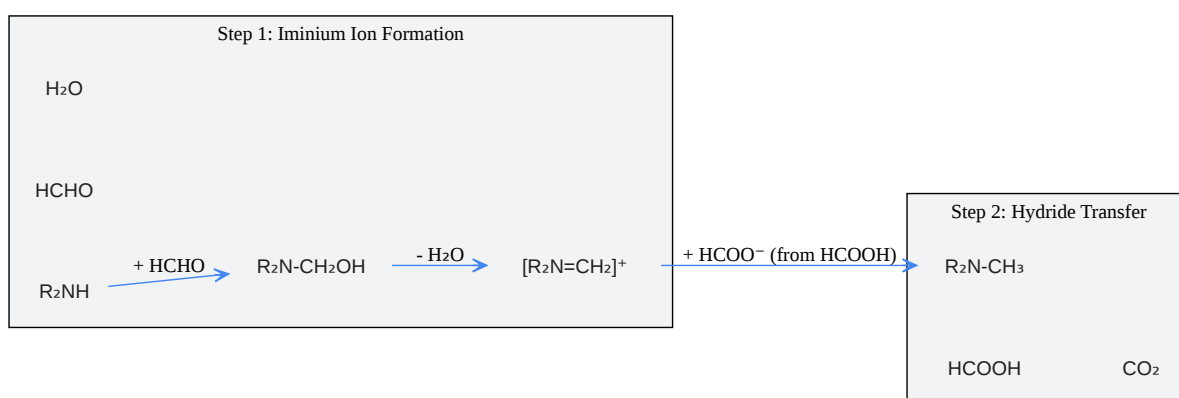 Step 1: Iminium Ion Formation
H₂O
HCHO
+ HCHO
R₂NH
R₂N-CH₂OH
- H₂O
[R₂N=CH₂]⁺
+ HCOO⁻ (from HCOOH)
Step 2: Hydride Transfer
R₂N-CH₃
HCOOH
CO₂